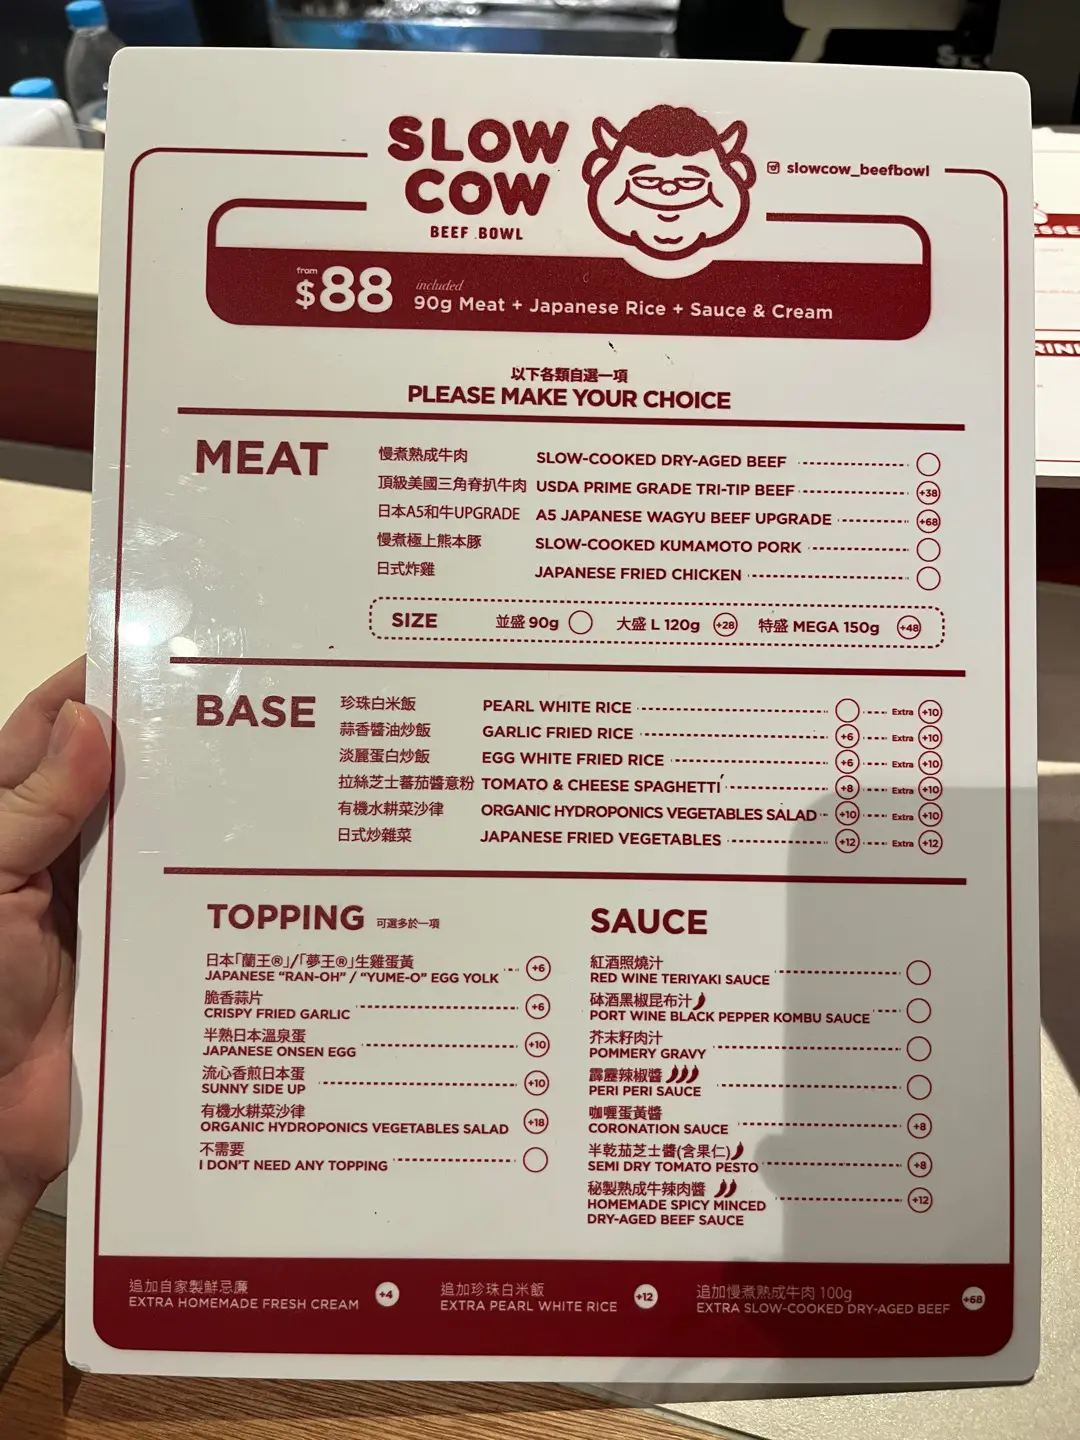 SLOW
COW
BEEF BOWL
slowcow_beefbowl
from
$88
included
90g Meat + Japanese Rice + Sauce & Cream
以下各類自選一項
PLEASE MAKE YOUR CHOICE
MEAT
慢煮熟成牛肉 SLOW-COOKED DRY-AGED BEEF
頂級美國三角脊扒牛肉 USDA PRIME GRADE TRI-TIP BEEF +38
日本A5和牛UPGRADE A5 JAPANESE WAGYU BEEF UPGRADE +68
慢煮極上熊本豚 SLOW-COOKED KUMAMOTO PORK
日式炸雞 JAPANESE FRIED CHICKEN
SIZE 並盛 90g 大盛 L 120g +28 特盛 MEGA 150g +48
BASE
珍珠白米飯 PEARL WHITE RICE Extra +10
蒜香醬油炒飯 GARLIC FRIED RICE +6 Extra +10
淡麗蛋白炒飯 EGG WHITE FRIED RICE +6 Extra +10
拉絲芝士蕃茄醬意粉 TOMATO & CHEESE SPAGHETTI +8 Extra +10
有機水耕菜沙律 ORGANIC HYDROPONICS VEGETABLES SALAD +10 Extra +10
日式炒雜菜 JAPANESE FRIED VEGETABLES +12 Extra +12
TOPPING 可選多於一項
日本「蘭王®」/「夢王®」生雞蛋黃
JAPANESE “RAN-OH” / “YUME-O” EGG YOLK +6
脆香蒜片
CRISPY FRIED GARLIC +6
半熟日本溫泉蛋
JAPANESE ONSEN EGG +10
流心香煎日本蛋
SUNNY SIDE UP +10
有機水耕菜沙律
ORGANIC HYDROPONICS VEGETABLES SALAD +18
不需要
I DON'T NEED ANY TOPPING
SAUCE
紅酒照燒汁
RED WINE TERIYAKI SAUCE
砵酒黑椒昆布汁
PORT WINE BLACK PEPPER KOMBU SAUCE
芥末籽肉汁
POMMERY GRAVY
霹靂辣椒醬
PERI PERI SAUCE
咖喱蛋黃醬
CORONATION SAUCE +8
半乾茄芝士醬(含果仁)
SEMI DRY TOMATO PESTO +8
秘製熟成牛辣肉醬
HOMEMADE SPICY MINCED +12
DRY-AGED BEEF SAUCE
追加自家製鮮忌廉
EXTRA HOMEMADE FRESH CREAM +4
追加珍珠白米飯
EXTRA PEARL WHITE RICE +12
追加慢煮熟成牛肉 100g
EXTRA SLOW-COOKED DRY-AGED BEEF +68